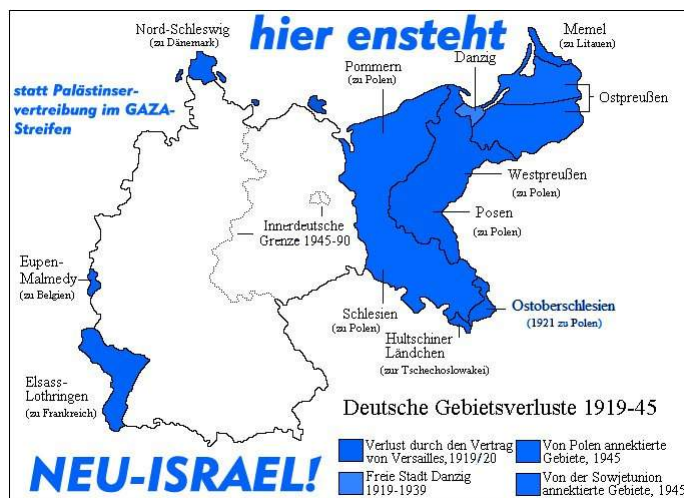 hier ensteht
Nord-Schleswig
(zu Dänemark)
Memel
(zu Litauen)
Danzig
Pommern
(zu Polen)
statt Palästinser-
vertreibung im GAZA-
Streifen
Ostpreußen
Westpreußen
(zu Polen)
Posen
(zu Polen)
Innerdeutsche
Grenze 1945-90
Eupen-
Malmedy
(zu Belgien)
Schlesien
(zu Polen)
Ostoberschlesien
(1921 zu Polen)
Hultschiner
Ländchen
(zur Tschechoslowakei)
Elsass-
Lothringen
(zu Frankreich)
Deutsche Gebietsverluste 1919-45
Verlust durch den Vertrag
von Versailles, 1919/20
Von Polen annektierte
Gebiete, 1945
Freie Stadt Danzig
1919-1939
Von der Sowjetunion
annektierte Gebiete, 1945
NEU-ISRAEL!